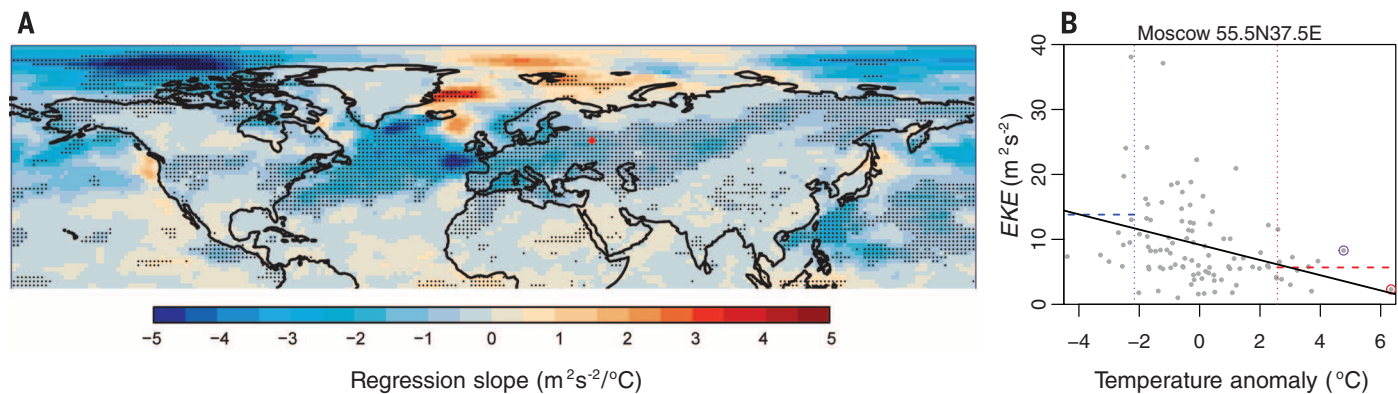 A
−5 −4 −3 −2 −1 0 1 2 3 4 5
Regression slope (m²s⁻²/°C)
B
Moscow 55.5N37.5E
EKE (m² s⁻²)
40
30
20
10
0
−4 −2 0 2 4 6
Temperature anomaly (°C)